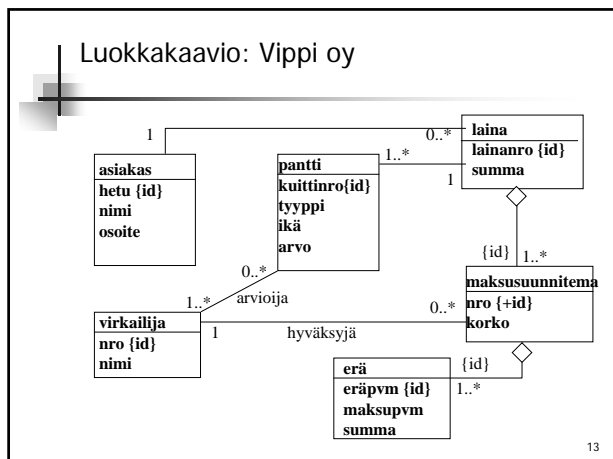 Luokkakaavio: Vippi oy
1
0..*
laina
lainanro {id}
summa
asiakas
hetu {id}
nimi
osoite
pantti
kuittinro{id}
tyyppi
ikä
arvo
1..*
1
{id}
1..*
0..*
1..*
arvioija
maksusuunnitema
nro {+id}
korko
virkailija
nro {id}
nimi
1
hyväksyjä
0..*
erä
eräpvm {id}
maksupvm
summa
{id}
1..*
13